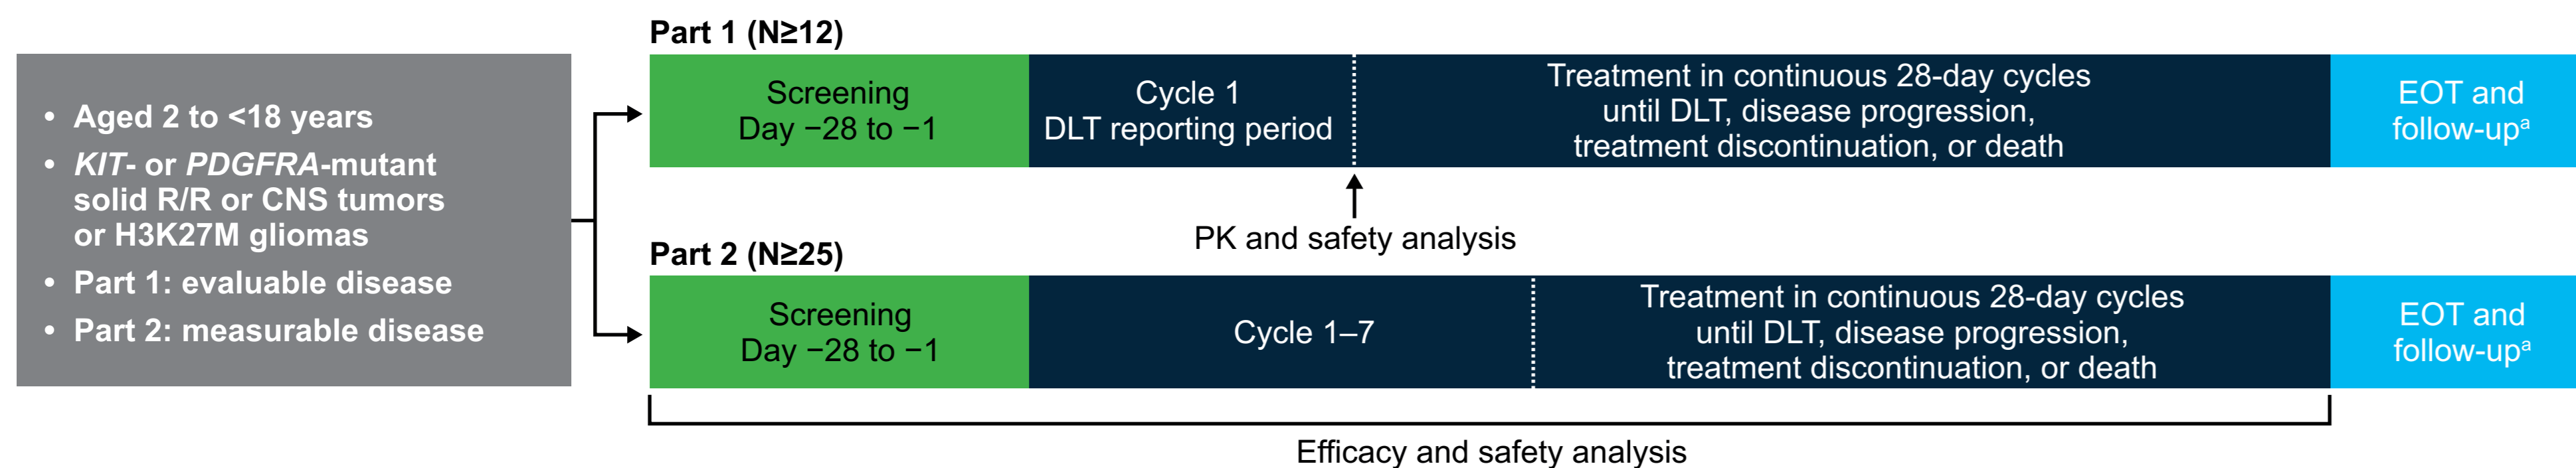 • Aged 2 to <18 years
• KIT- or PDGFRA-mutant
solid R/R or CNS tumors
or H3K27M gliomas
• Part 1: evaluable disease
• Part 2: measurable disease
Part 1 (N≥12)
Screening
Day −28 to −1
Cycle 1
DLT reporting period
Treatment in continuous 28-day cycles
until DLT, disease progression,
treatment discontinuation, or death
EOT and
follow-upᵃ
PK and safety analysis
Part 2 (N≥25)
Screening
Day −28 to −1
Cycle 1–7
Treatment in continuous 28-day cycles
until DLT, disease progression,
treatment discontinuation, or death
EOT and
follow-upᵃ
Efficacy and safety analysis